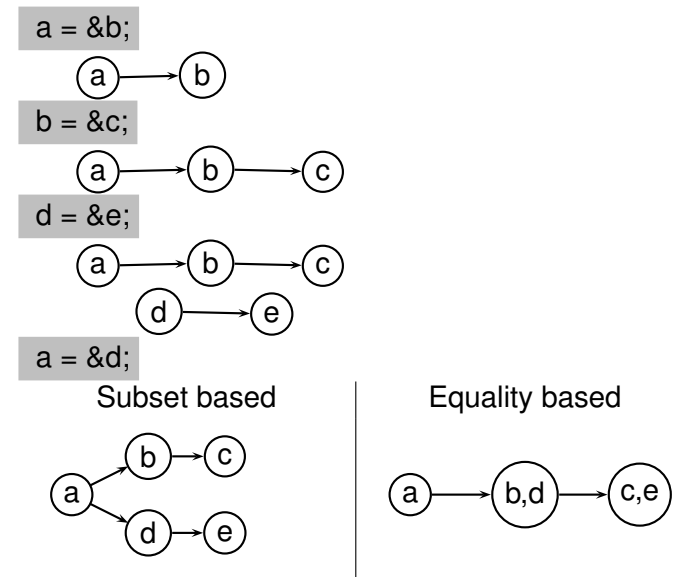 a = &b;
a b
b = &c;
a b c
d = &e;
a b c
d e
a = &d;
Subset based
b c
a
d e
Equality based
a b,d c,e